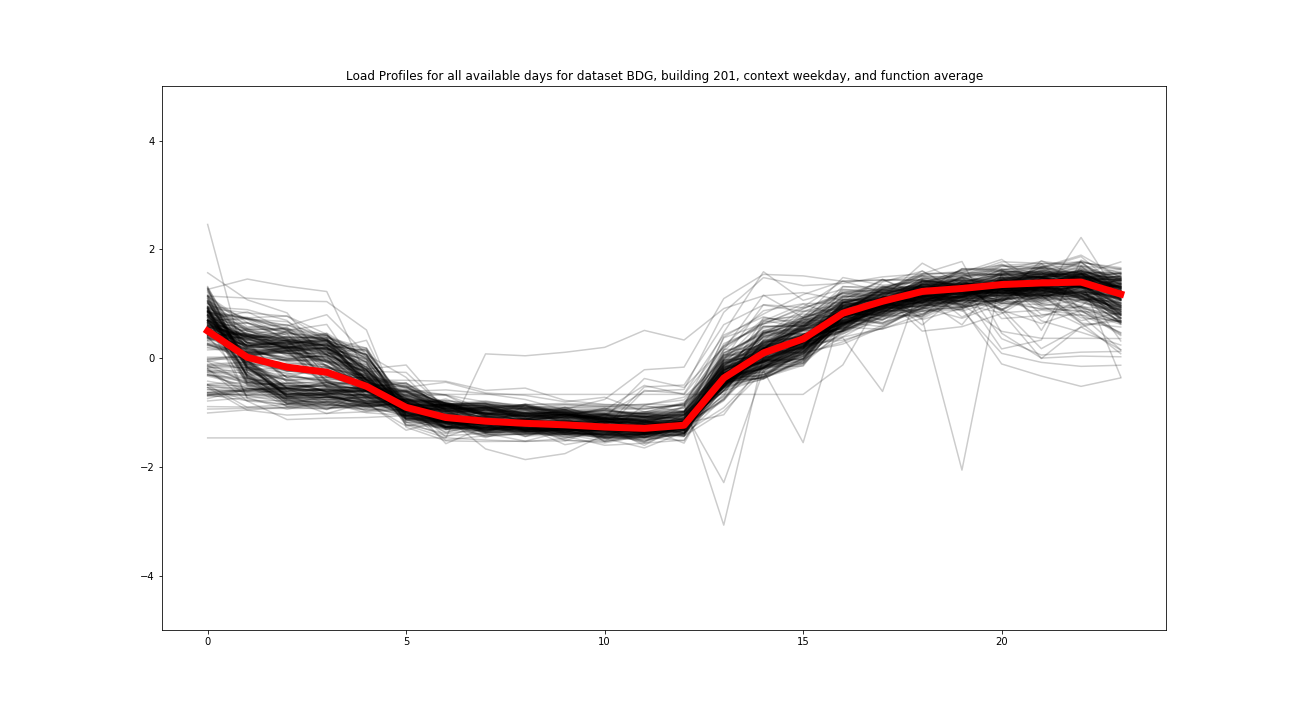 Load Profiles for all available days for dataset BDG, building 201, context weekday, and function average
4
2
0
−2
−4
0 5 10 15 20